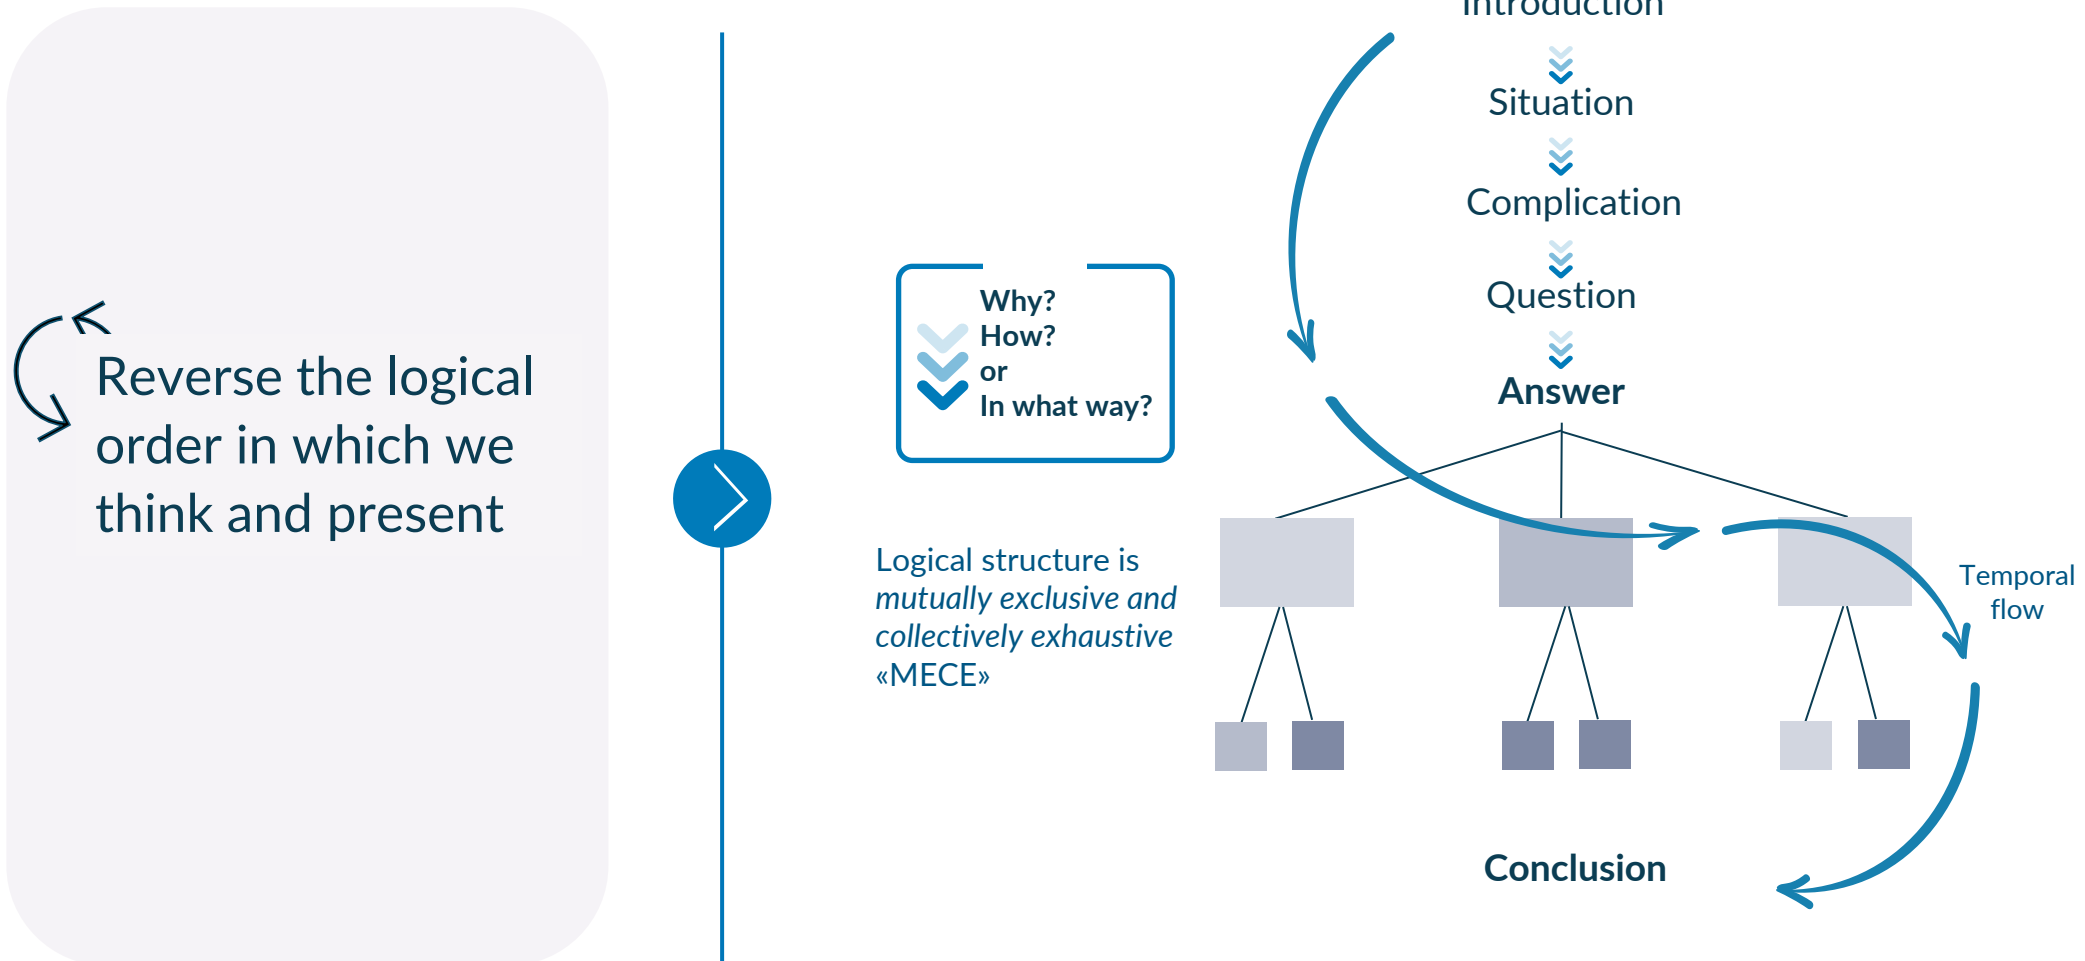 Reverse the logical
order in which we
think and present
Why?
How?
or
In what way?
Logical structure is
mutually exclusive and
collectively exhaustive
«MECE»
Introduction
Situation
Complication
Question
Answer
Temporal
flow
Conclusion